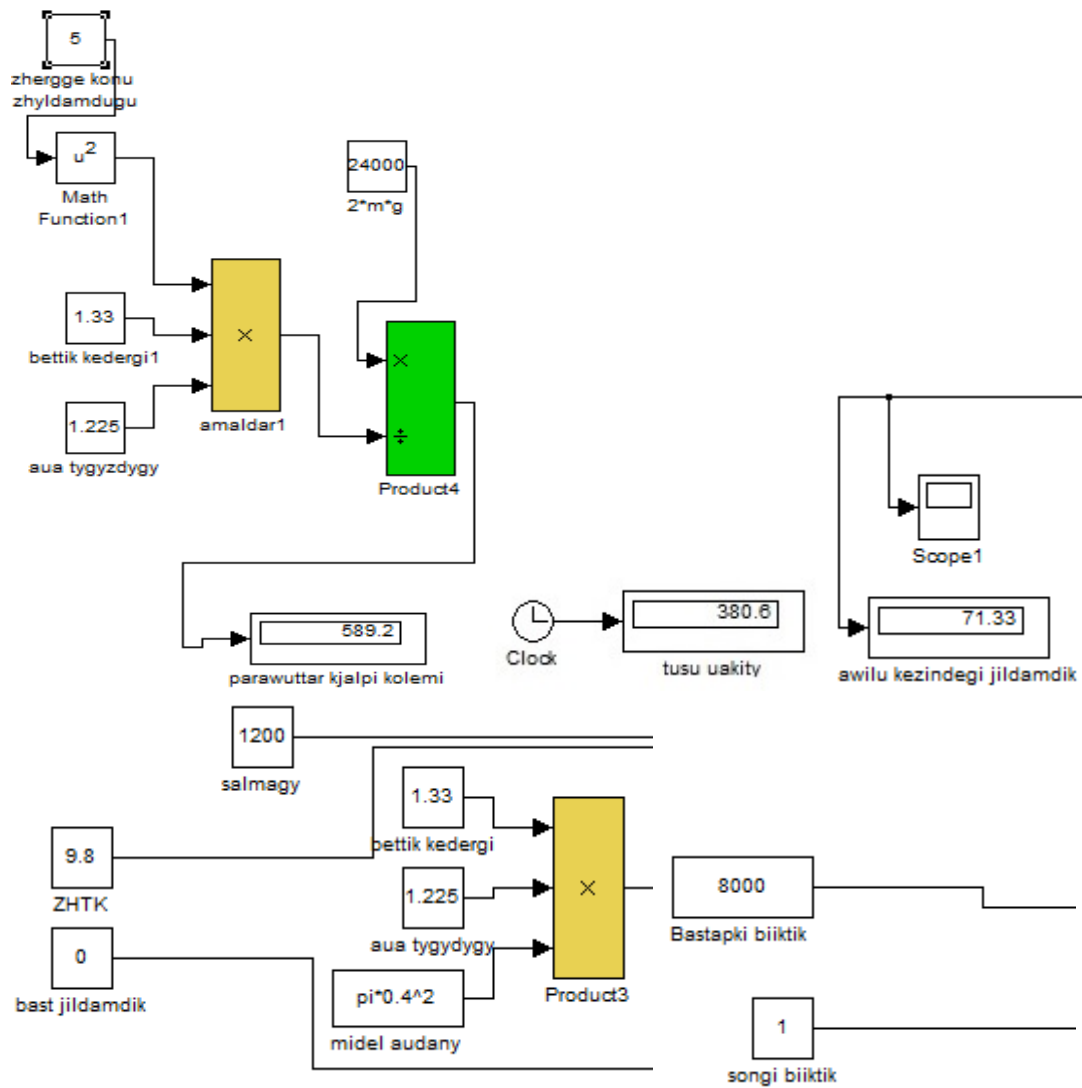 5
zhergge konu
zhyldamdugu
u²
Math
Function1
24000
2*m*g
1.33
bettik kedergi1
×
amaldar1
1.225
aua tygyzdygy
×
÷
Product4
Scope1
589.2
parawuttar kjalpi kolemi
Clock
380.6
tusu uakity
71.33
awilu kezindegi jildamdik
1200
salmagy
1.33
bettik kedergi
9.8
ZHTK
1.225
aua tygydygy
×
Product3
8000
Bastapki biiktik
0
bast jildamdik
pi*0.4^2
midel audany
1
songi biiktik